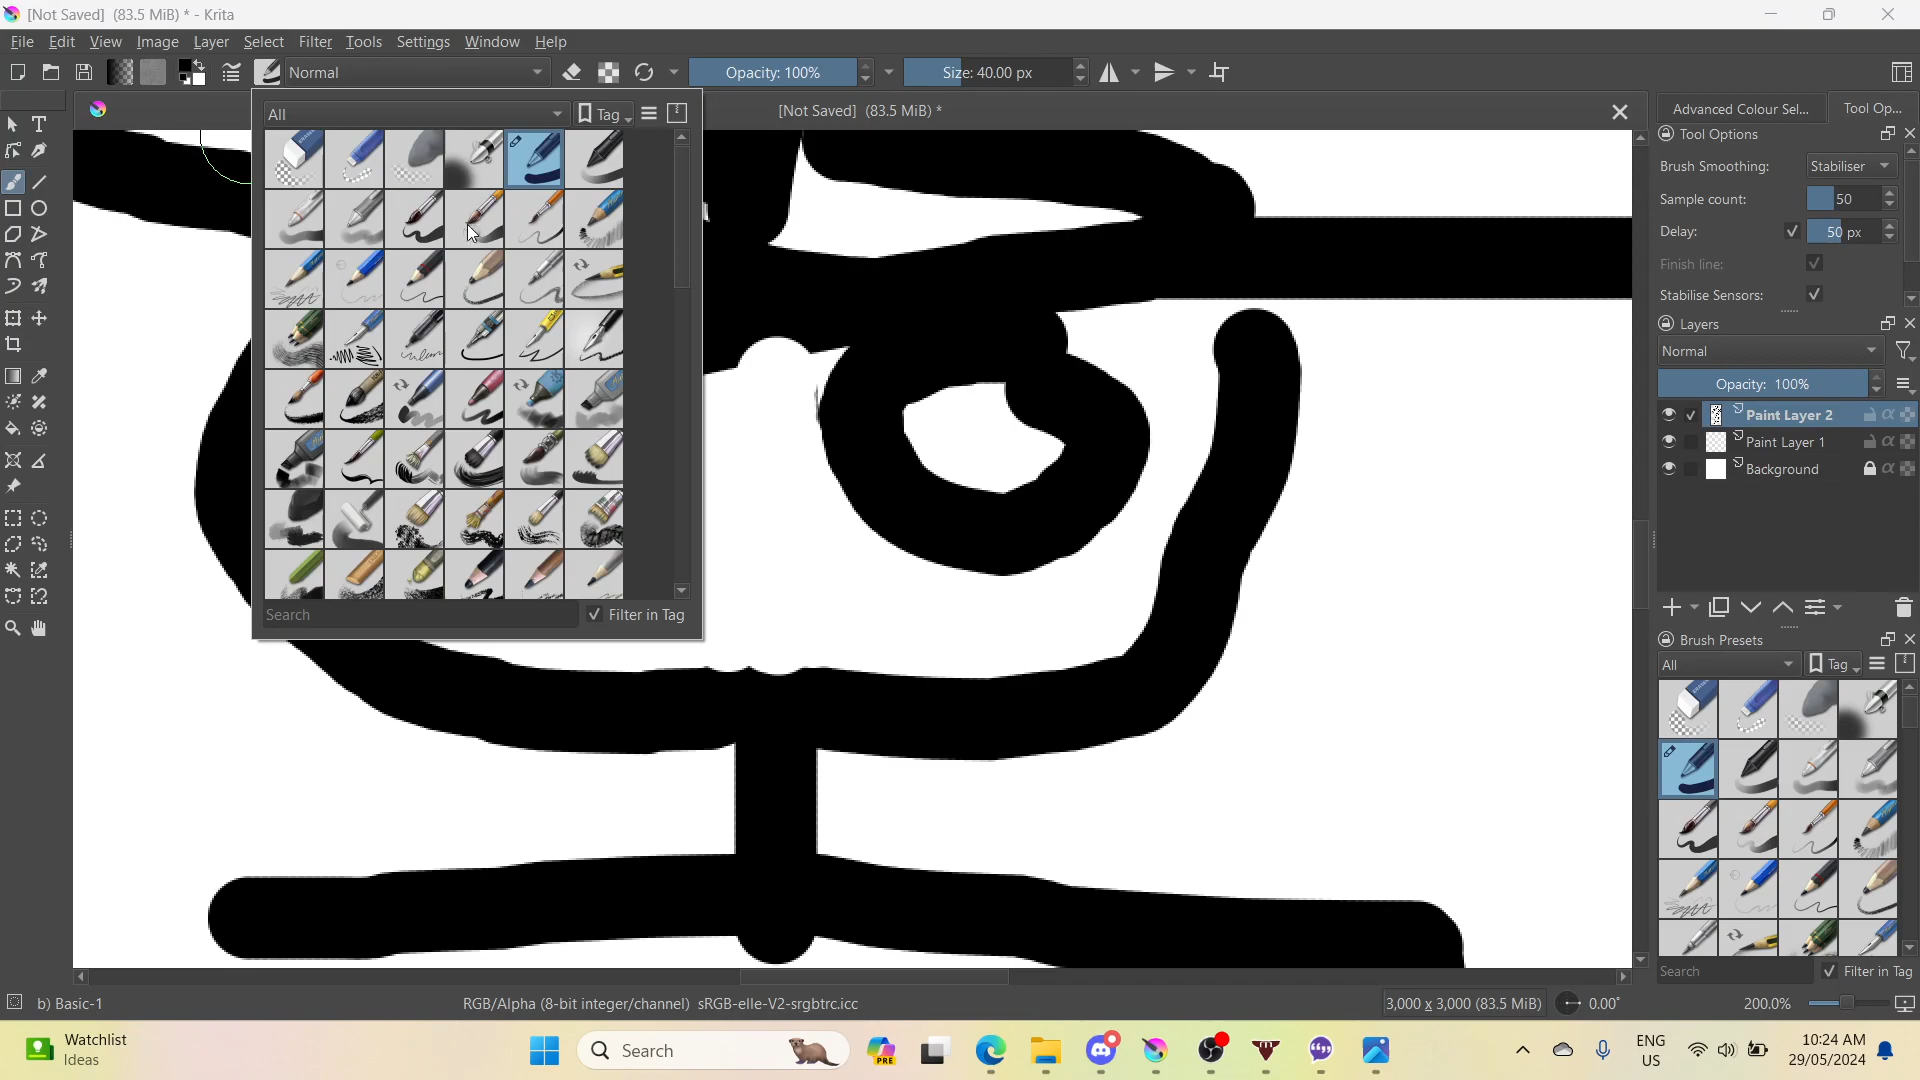 [Not Saved] (83.5 MiB) * - Krita
File Edit View Image Layer Select Filter Tools Settings Window Help
Normal Opacity: 100% Size: 40.00 px
All Tag
[Not Saved] (83.5 MiB) *
Advanced Colour Sel... Tool Op...
Tool Options
Brush Smoothing: Stabiliser
Sample count: 50
Delay: 50 px
Finish line:
Stabilise Sensors:
Layers
Normal
Opacity: 100%
Paint Layer 2
Paint Layer 1
Background
Search Filter in Tag
Brush Presets
All Tag
Search Filter in Tag
b) Basic-1 RGB/Alpha (8-bit integer/channel) sRGB-elle-V2-srgbtrc.icc 3,000 x 3,000 (83.5 MiB) 0.00° 200.0%
Watchlist
Ideas
Search
PRE
ENG
US
10:24 AM
29/05/2024